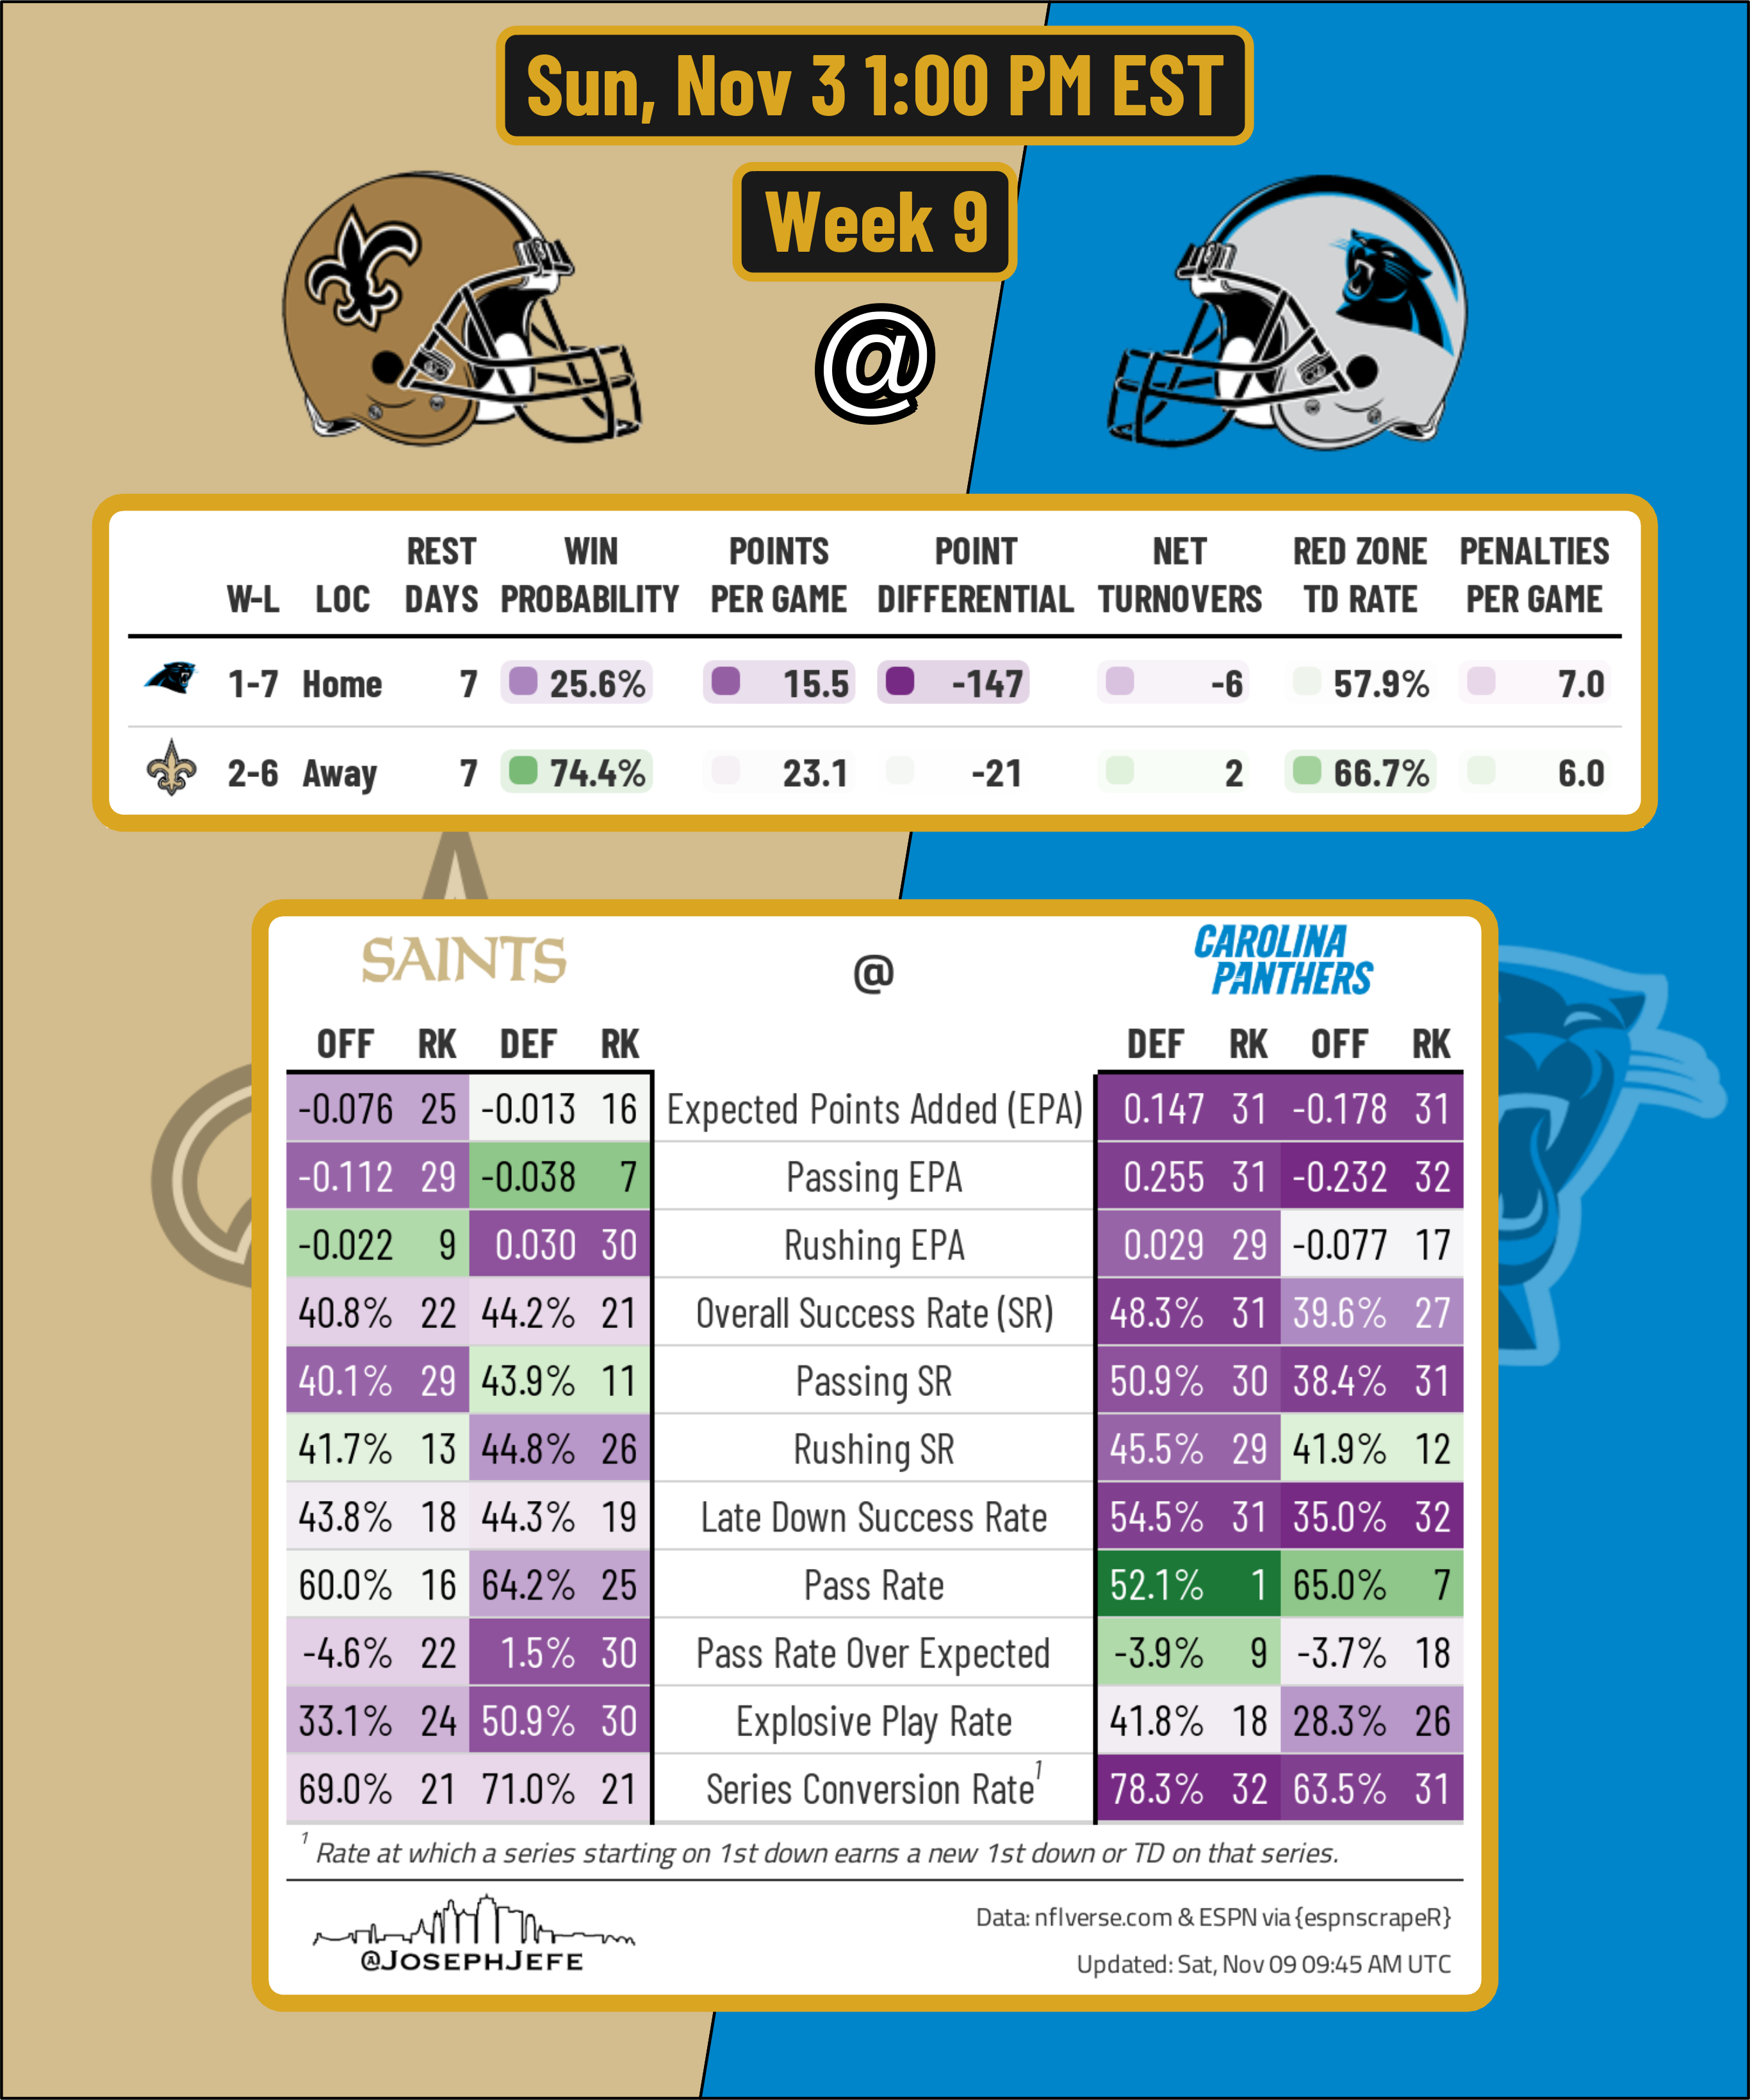 Sun, Nov 3 1:00 PM EST
Week 9
@
W-L LOC REST DAYS WIN PROBABILITY POINTS PER GAME POINT DIFFERENTIAL NET TURNOVERS RED ZONE TD RATE PENALTIES PER GAME
1-7 Home 7 25.6% 15.5 -147 -6 57.9% 7.0
2-6 Away 7 74.4% 23.1 -21 2 66.7% 6.0
SAINTS @ CAROLINA PANTHERS
OFF RK DEF RK DEF RK OFF RK
-0.076 25 -0.013 16 Expected Points Added (EPA) 0.147 31 -0.178 31
-0.112 29 -0.038 7 Passing EPA 0.255 31 -0.232 32
-0.022 9 0.030 30 Rushing EPA 0.029 29 -0.077 17
40.8% 22 44.2% 21 Overall Success Rate (SR) 48.3% 31 39.6% 27
40.1% 29 43.9% 11 Passing SR 50.9% 30 38.4% 31
41.7% 13 44.8% 26 Rushing SR 45.5% 29 41.9% 12
43.8% 18 44.3% 19 Late Down Success Rate 54.5% 31 35.0% 32
60.0% 16 64.2% 25 Pass Rate 52.1% 1 65.0% 7
-4.6% 22 1.5% 30 Pass Rate Over Expected -3.9% 9 -3.7% 18
33.1% 24 50.9% 30 Explosive Play Rate 41.8% 18 28.3% 26
69.0% 21 71.0% 21 Series Conversion Rate1 78.3% 32 63.5% 31
1 Rate at which a series starting on 1st down earns a new 1st down or TD on that series.
@JOSEPHJEFE
Data: nflverse.com & ESPN via {espnscrapeR}
Updated: Sat, Nov 09 09:45 AM UTC